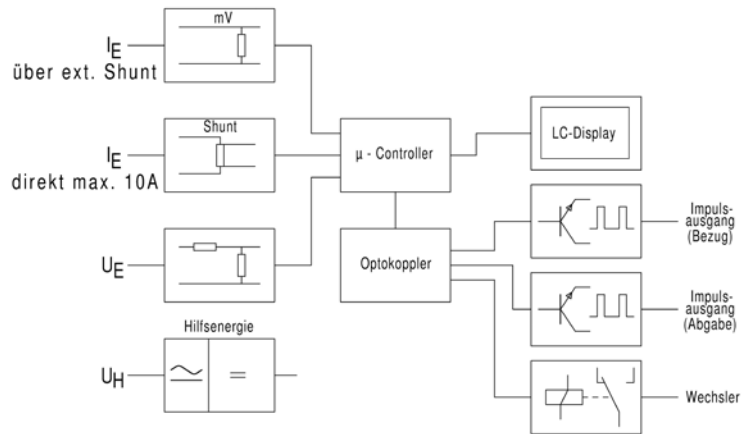 mV
I_E
über ext. Shunt
Shunt
I_E
direkt max. 10A
U_E
Hilfsenergie
U_H
µ - Controller
Optokoppler
LC-Display
Impuls-
ausgang
(Bezug)
Impuls-
ausgang
(Abgabe)
Wechsler